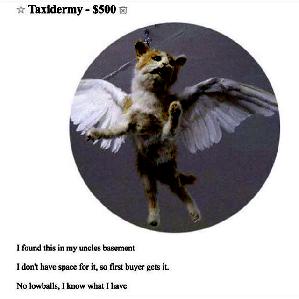 ☆ Taxidermy - $500
I found this in my uncles basement
I don't have space for it, so first buyer gets it.
No lowballs, I know what I have